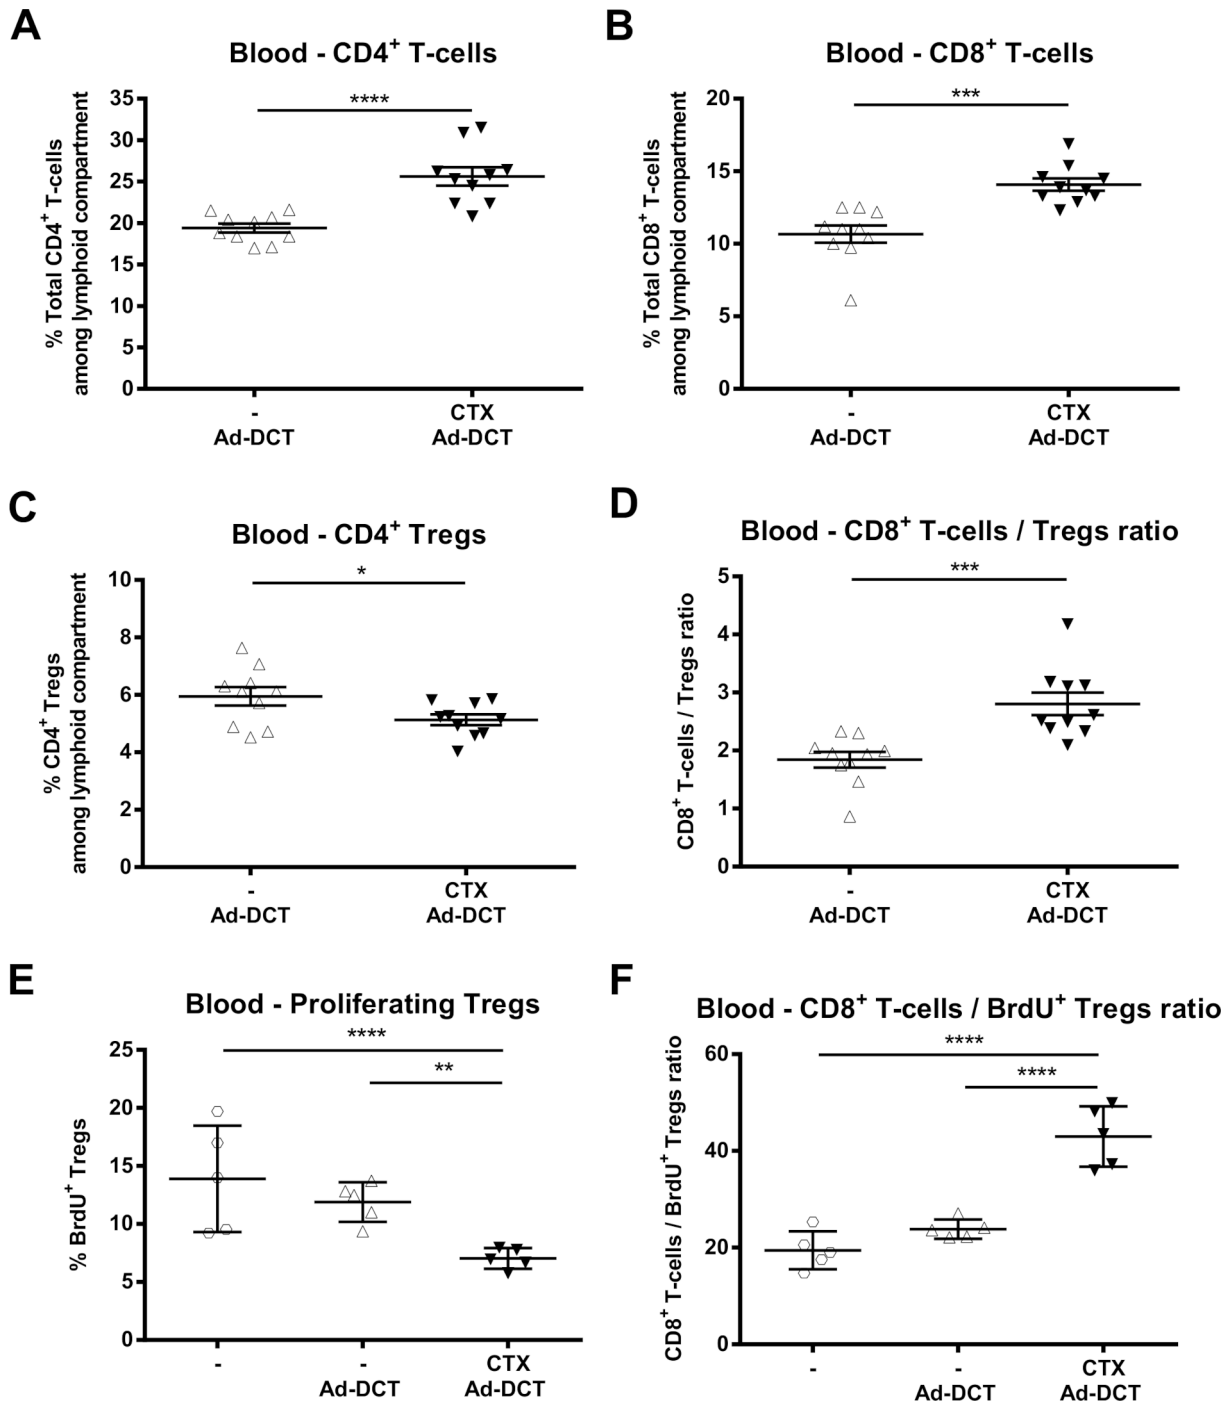 A
Blood - CD4⁺ T-cells
% Total CD4⁺ T-cells
among lymphoid compartment
35
30
25
20
15
10
5
0
****
-
Ad-DCT
CTX
Ad-DCT
B
Blood - CD8⁺ T-cells
% Total CD8⁺ T-cells
among lymphoid compartment
20
15
10
5
0
***
-
Ad-DCT
CTX
Ad-DCT
C
Blood - CD4⁺ Tregs
% CD4⁺ Tregs
among lymphoid compartment
10
8
6
4
2
0
*
-
Ad-DCT
CTX
Ad-DCT
D
Blood - CD8⁺ T-cells / Tregs ratio
CD8⁺ T-cells / Tregs ratio
5
4
3
2
1
0
***
-
Ad-DCT
CTX
Ad-DCT
E
Blood - Proliferating Tregs
% BrdU⁺ Tregs
25
20
15
10
5
0
****
**
-
-
Ad-DCT
CTX
Ad-DCT
F
Blood - CD8⁺ T-cells / BrdU⁺ Tregs ratio
CD8⁺ T-cells / BrdU⁺ Tregs ratio
60
40
20
0
****
****
-
-
Ad-DCT
CTX
Ad-DCT